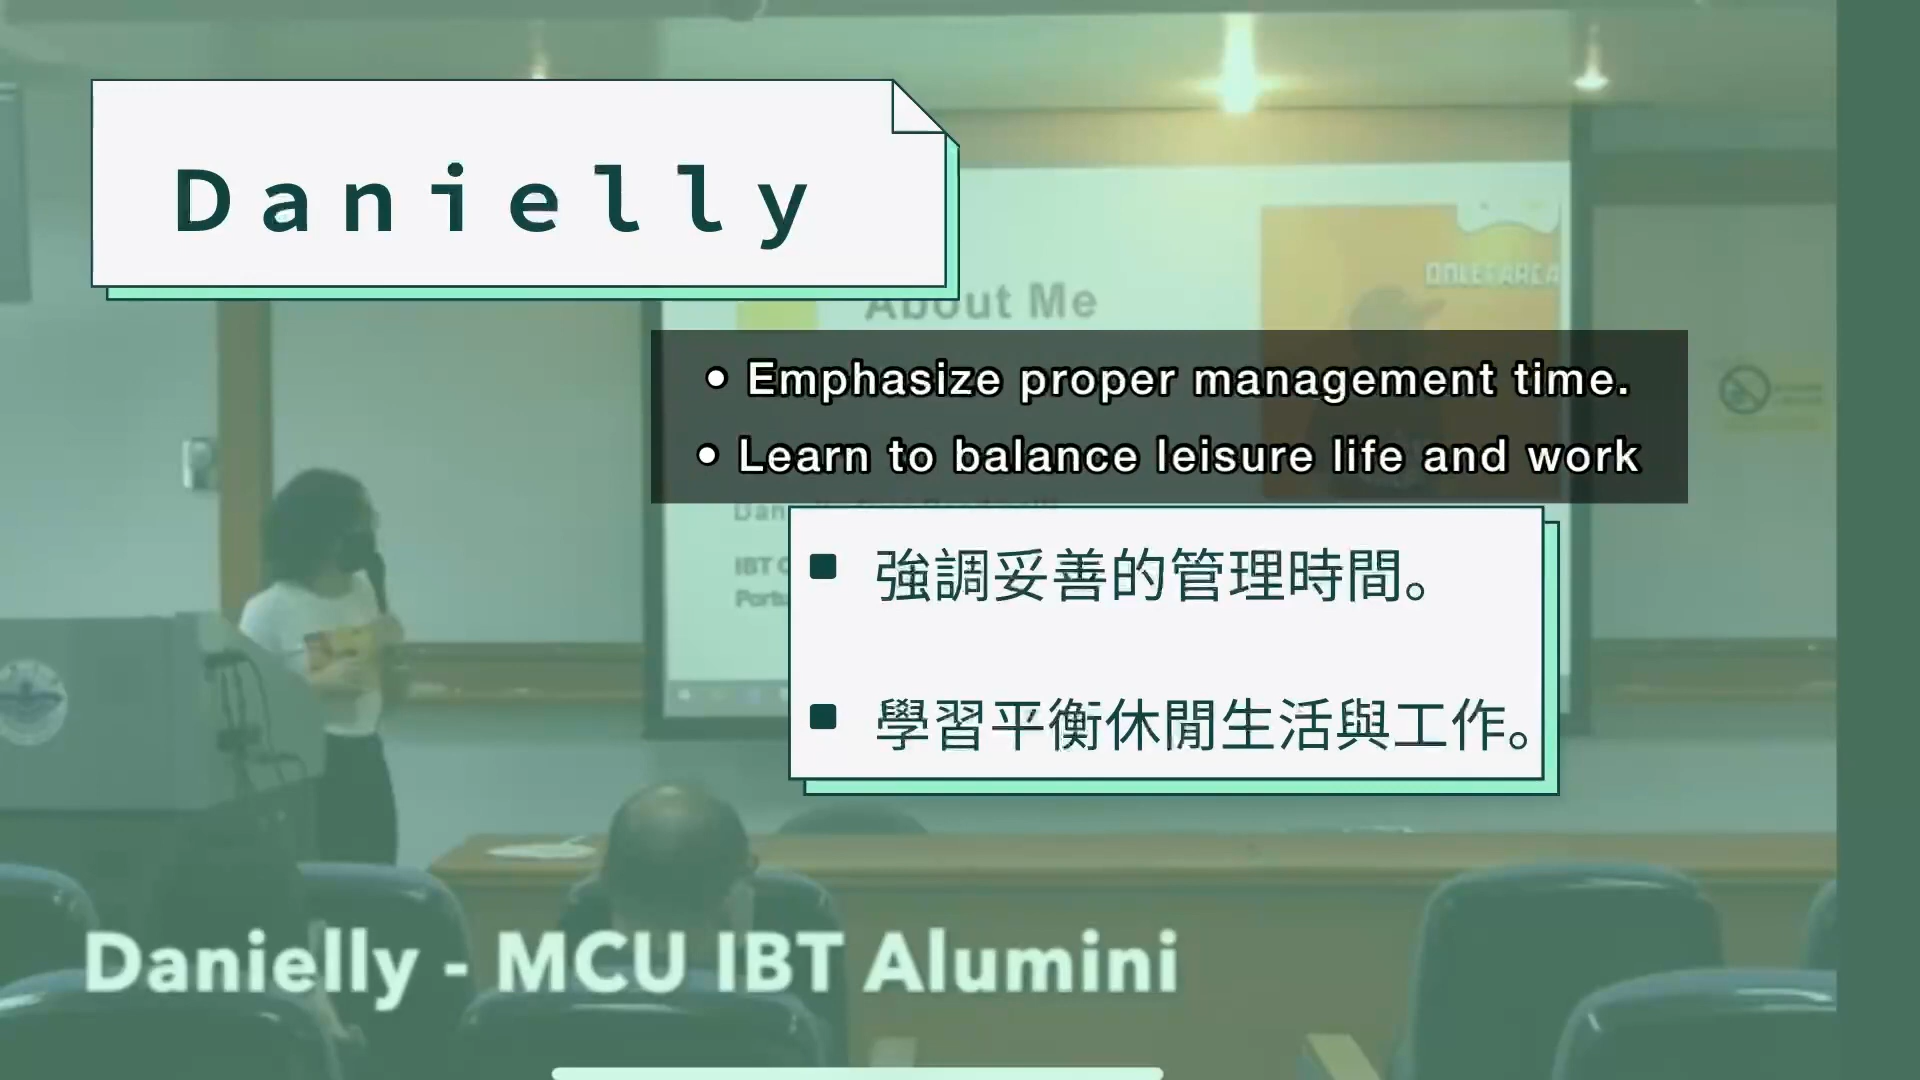 Danielly
About Me
• Emphasize proper management time.
• Learn to balance leisure life and work
IBT
■ 強調妥善的管理時間。
■ 學習平衡休閒生活與工作。
Danielly - MCU IBT Alumini